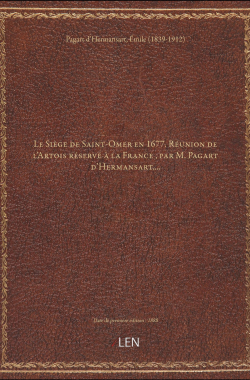 Pagart d'Hermansart, Émile (1839-1912)
Le Siège de Saint-Omer en 1677. Réunion de
l'Artois réservé à la France ; par M. Pagart
d'Hermansart,...
Date de première édition : 1888
LEN